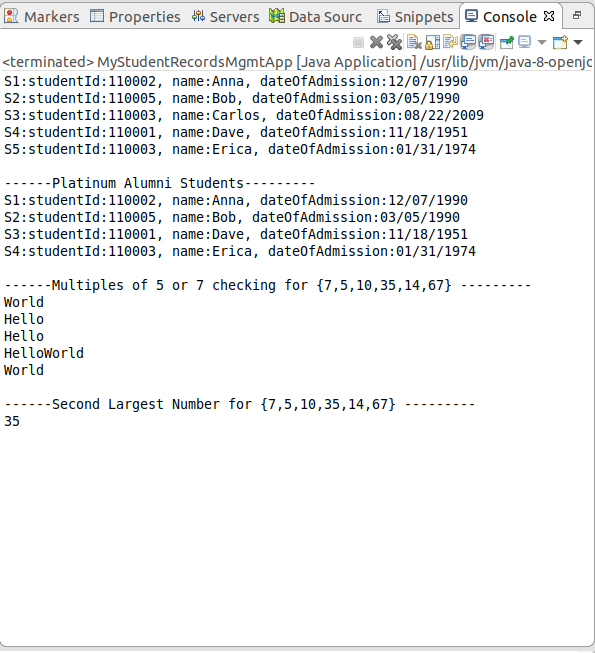 Markers Properties Servers Data Sourc Snippets Console
<terminated> MyStudentRecordsMgmtApp [Java Application] /usr/lib/jvm/java-8-openjc
S1:studentId:110002, name:Anna, dateOfAdmission:12/07/1990
S2:studentId:110005, name:Bob, dateOfAdmission:03/05/1990
S3:studentId:110003, name:Carlos, dateOfAdmission:08/22/2009
S4:studentId:110001, name:Dave, dateOfAdmission:11/18/1951
S5:studentId:110003, name:Erica, dateOfAdmission:01/31/1974
------Platinum Alumni Students---------
S1:studentId:110002, name:Anna, dateOfAdmission:12/07/1990
S2:studentId:110005, name:Bob, dateOfAdmission:03/05/1990
S3:studentId:110001, name:Dave, dateOfAdmission:11/18/1951
S4:studentId:110003, name:Erica, dateOfAdmission:01/31/1974
------Multiples of 5 or 7 checking for {7,5,10,35,14,67} ---------
World
Hello
Hello
HelloWorld
World
------Second Largest Number for {7,5,10,35,14,67} ---------
35